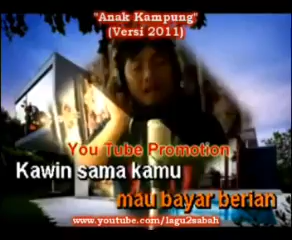 "Anak Kampung"
(Versi 2011)
You Tube Promotion
Kawin sama kamu
mau bayar berian
www.youtube.com/lagu2sabah